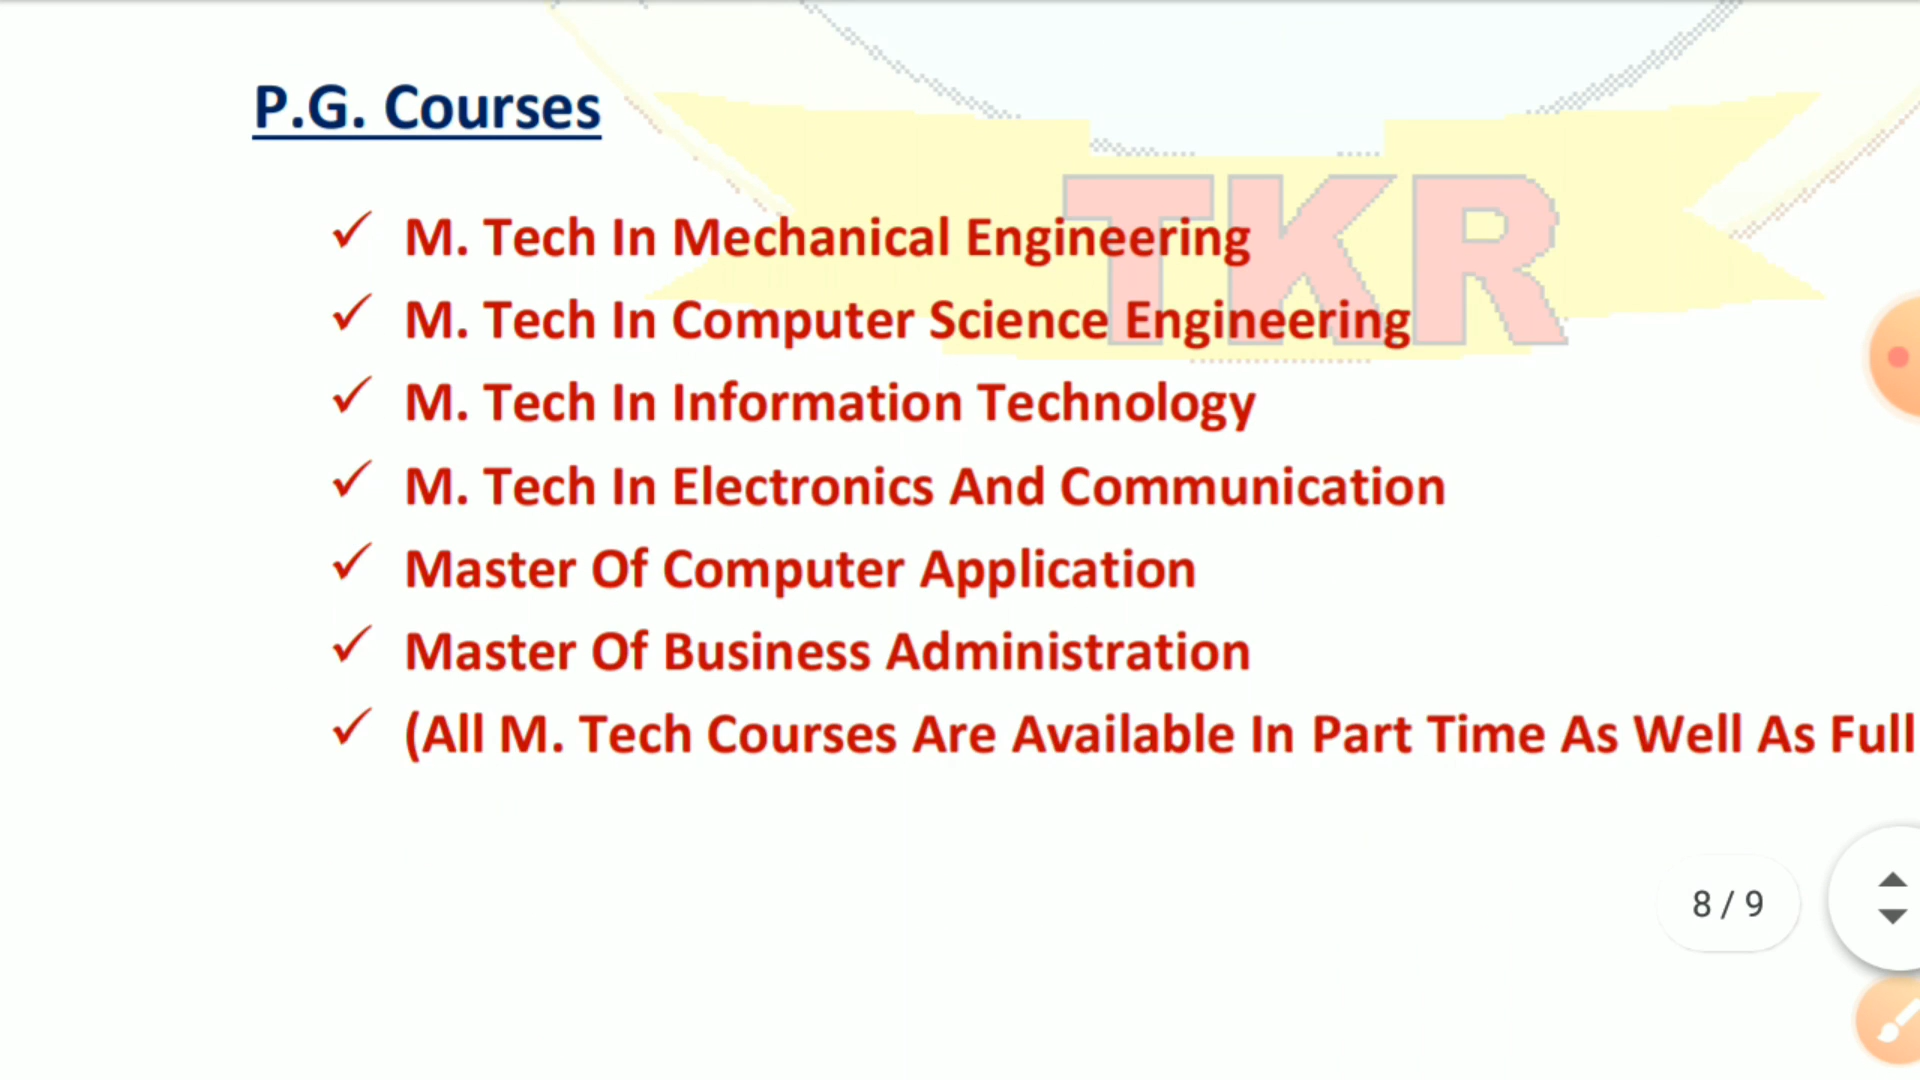 P.G. Courses
TKR
✓ M. Tech In Mechanical Engineering
✓ M. Tech In Computer Science Engineering
✓ M. Tech In Information Technology
✓ M. Tech In Electronics And Communication
✓ Master Of Computer Application
✓ Master Of Business Administration
✓ (All M. Tech Courses Are Available In Part Time As Well As Full
8 / 9